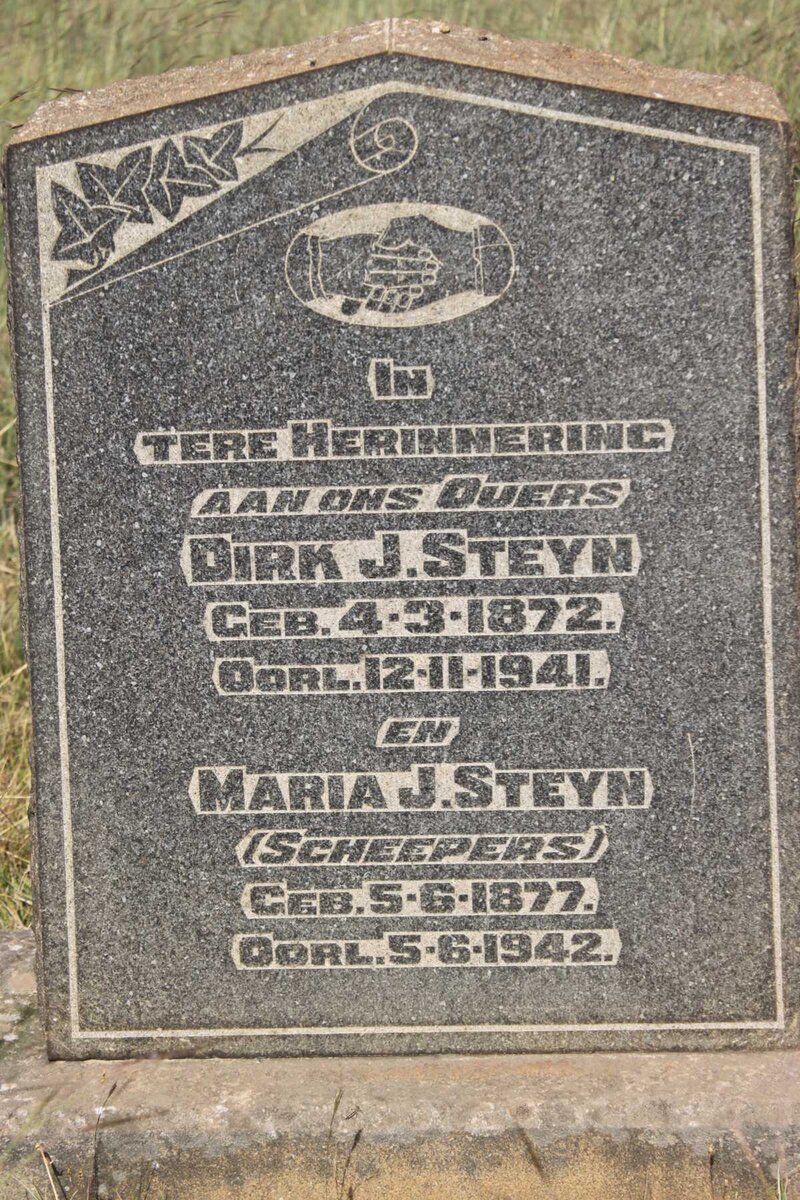 IN
TERE HERINNERING
AAN ONS OUERS
DIRK J. STEYN
GEB. 4-3-1872.
OORL. 12-11-1941.
EN
MARIA J. STEYN
(SCHEEPERS)
GEB. 5-6-1877.
OORL. 5-6-1942.